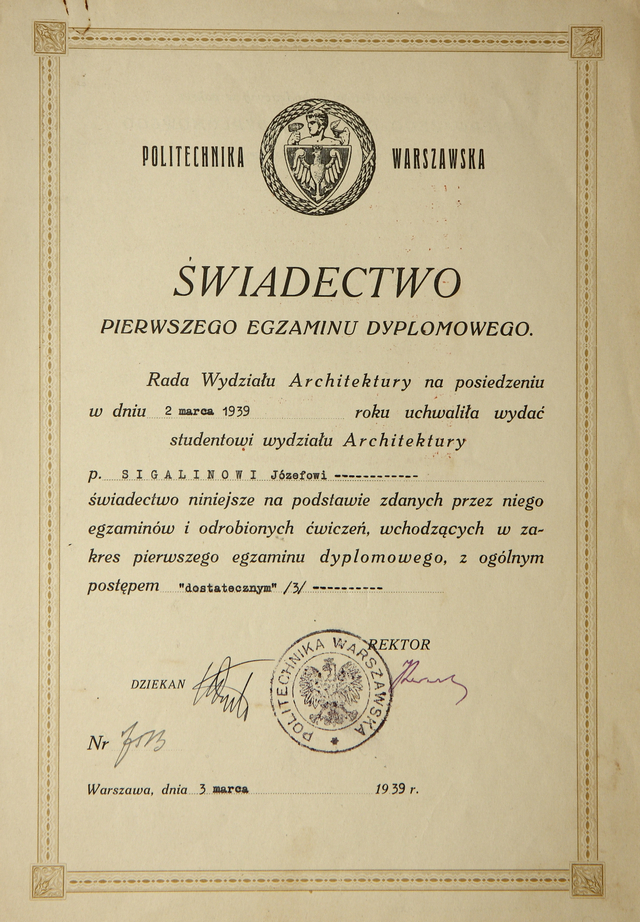 POLITECHNIKA WARSZAWSKA
ŚWIADECTWO
PIERWSZEGO EGZAMINU DYPLOMOWEGO.
Rada Wydziału Architektury na posiedzeniu
w dniu 2 marca 1939 roku uchwaliła wydać
studentowi wydziału Architektury
p. SIGALINOWI Józefowi ------------
świadectwo niniejsze na podstawie zdanych przez niego
egzaminów i odrobionych ćwiczeń, wchodzących w za-
kres pierwszego egzaminu dyplomowego, z ogólnym
postępem "dostatecznym" /3/ ----------
REKTOR
POLITECHNIKA WARSZAWSKA
DZIEKAN
Nr
Warszawa, dnia 3 marca 1939 r.